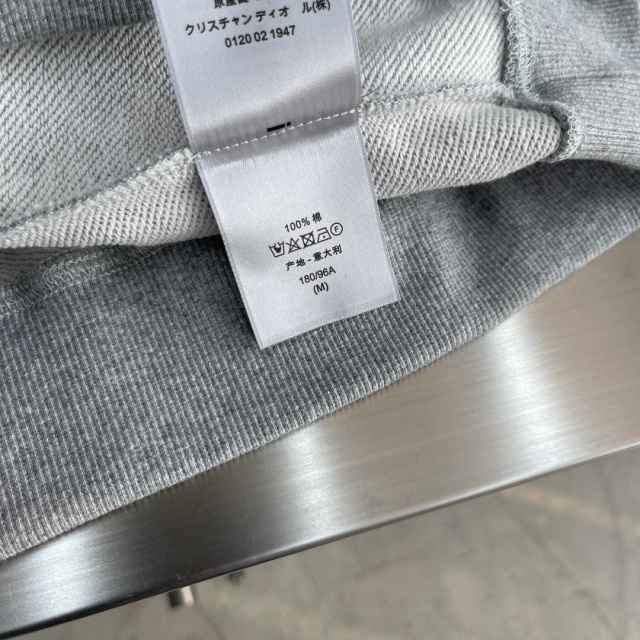 クリスチャン ディオール(株)
0120 02 1947
100% 棉
F
产地 - 意大利
180/96A
(M)